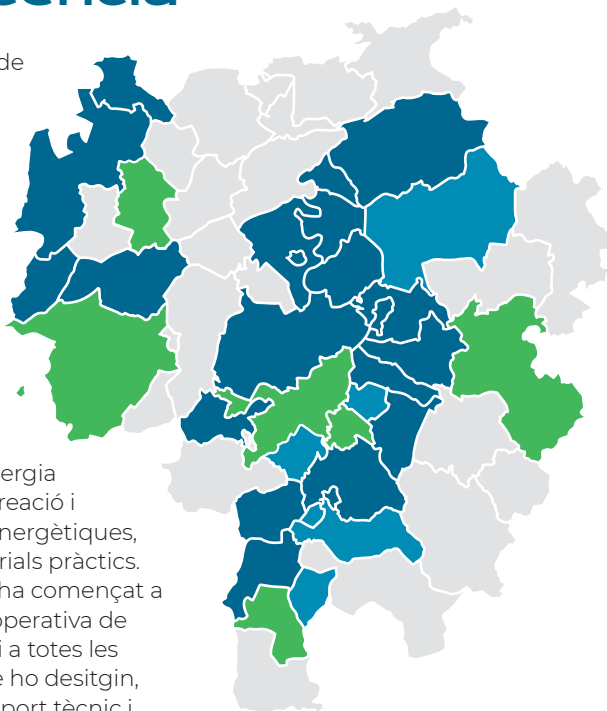 de
ergia
reació i
nergètiques,
rials pràctics.
ha començat a
operativa de
i a totes les
e ho desitgin,